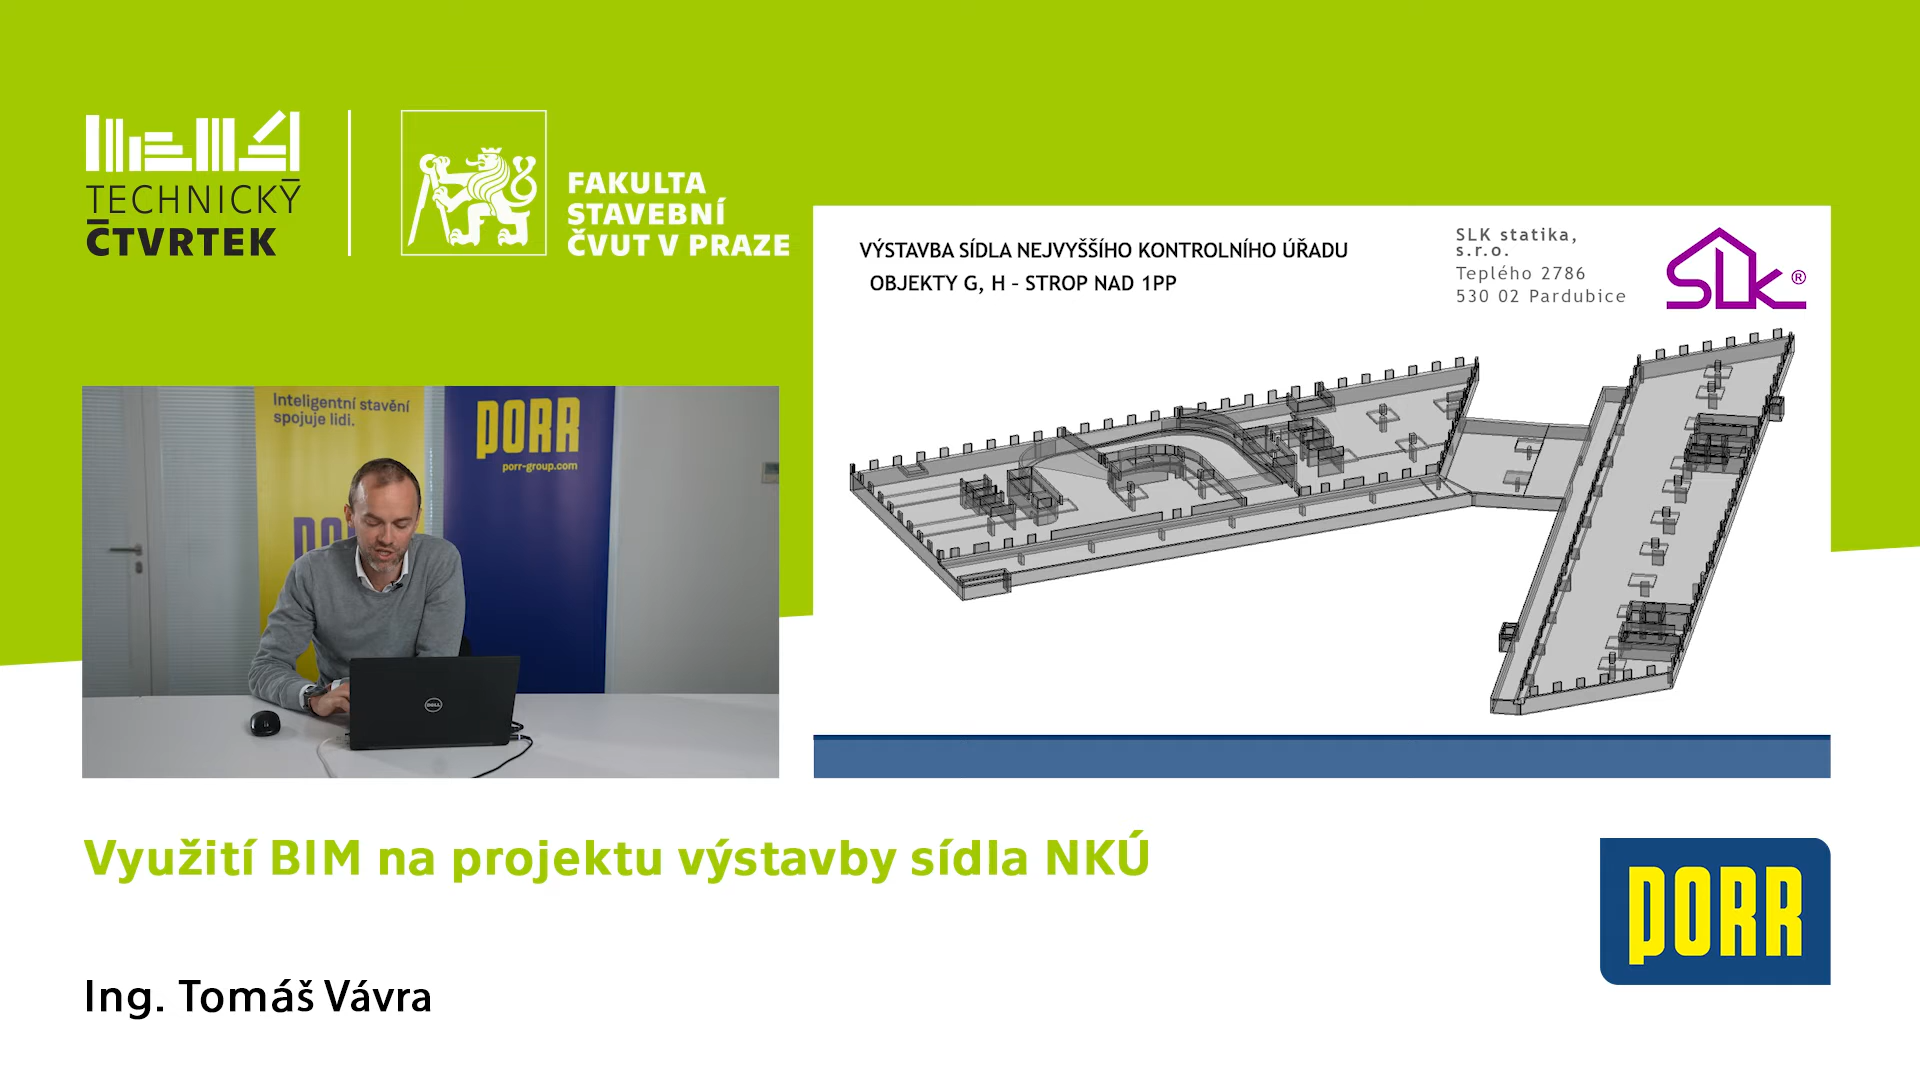 TECHNICKÝ
ČTVRTEK
FAKULTA
STAVEBNÍ
ČVUT V PRAZE
VÝSTAVBA SÍDLA NEJVYŠŠÍHO KONTROLNÍHO ÚŘADU
OBJEKTY G, H – STROP NAD 1PP
SLK statika,
s.r.o.
Teplého 2786
530 02 Pardubice
SLK®
Inteligentní stavění
spojuje lidi.
PORR
porr-group.com
DELL
Využití BIM na projektu výstavby sídla NKÚ
Ing. Tomáš Vávra
PORR